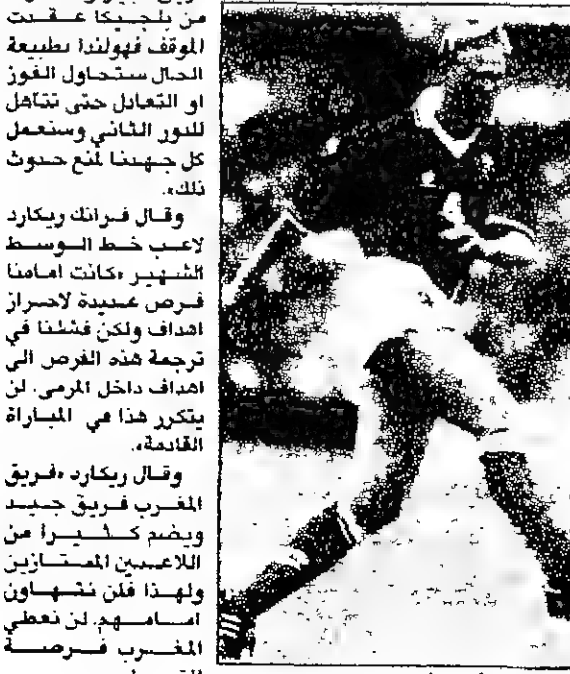 من بلجيكا عقدت
الموقف فهولندا بطبيعة
الحال ستحاول الفوز
او التعادل حتى تتاهل
للدور الثاني وسنعمل
كل جهدنا لمنع حدوث
ذلك».
وقال فرانك ريكارد
لاعب خط الوسط
الشهير «كانت امامنا
فرص عديدة لاحراز
اهداف ولكن فشلنا في
ترجمة هذه الفرص الى
اهداف داخل المرمى. لن
يتكرر هذا في المباراة
القادمة».
وقال ريكارد «فريق
المغرب فريق جيد
ويضم كثيرا من
اللاعبين الممتازين
ولهذا فلن نتهاون
امامهم. لن نعطي
المغرب فرصة